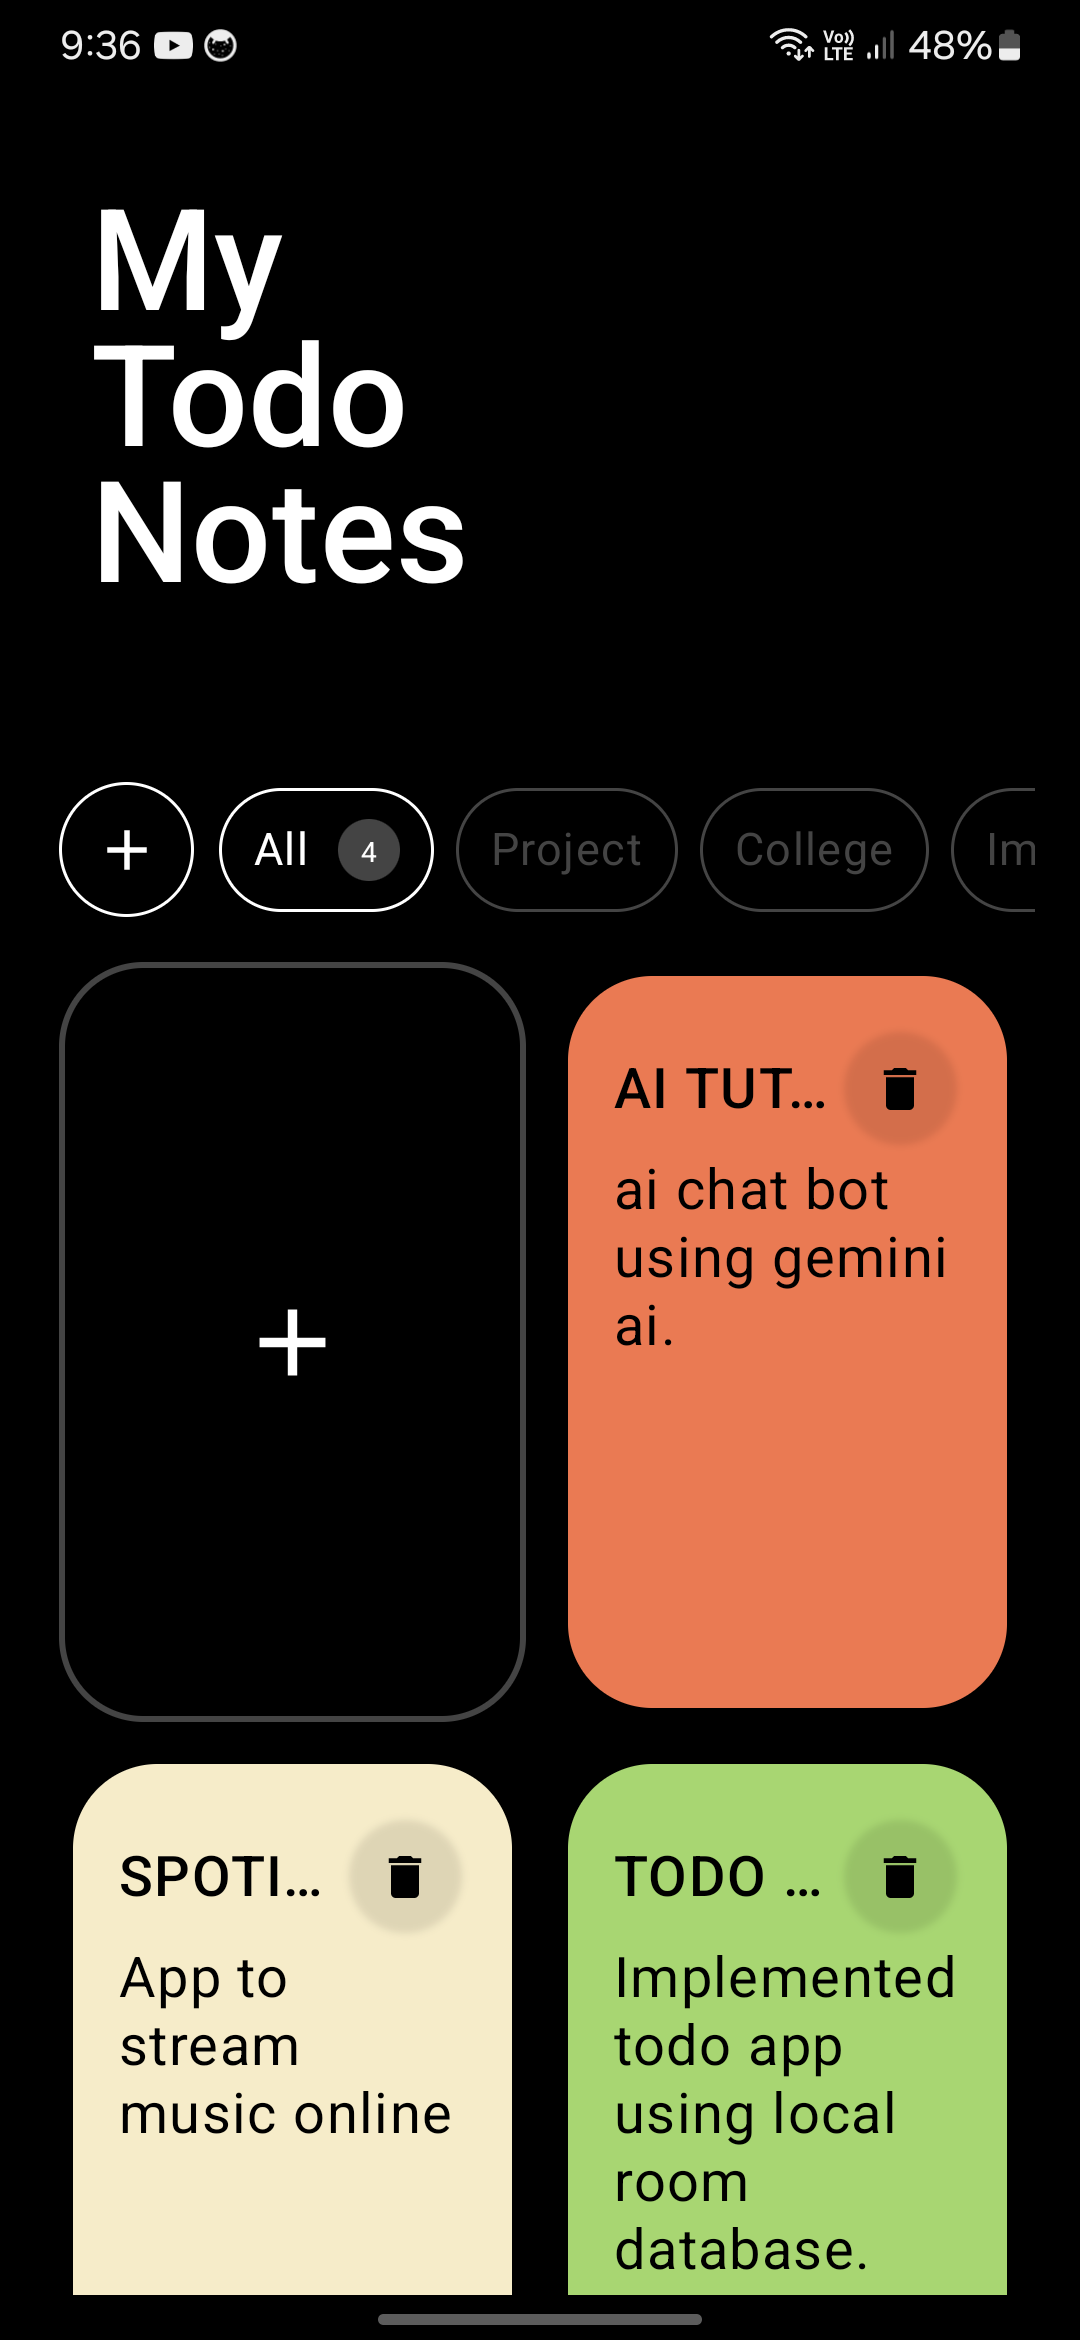 9:36 Vo)) LTE 48%
My
Todo
Notes
All 4 Project College Im
AI TUT...
ai chat bot
using gemini
ai.
SPOTI...
App to
stream
music online
TODO ...
Implemented
todo app
using local
room
database.